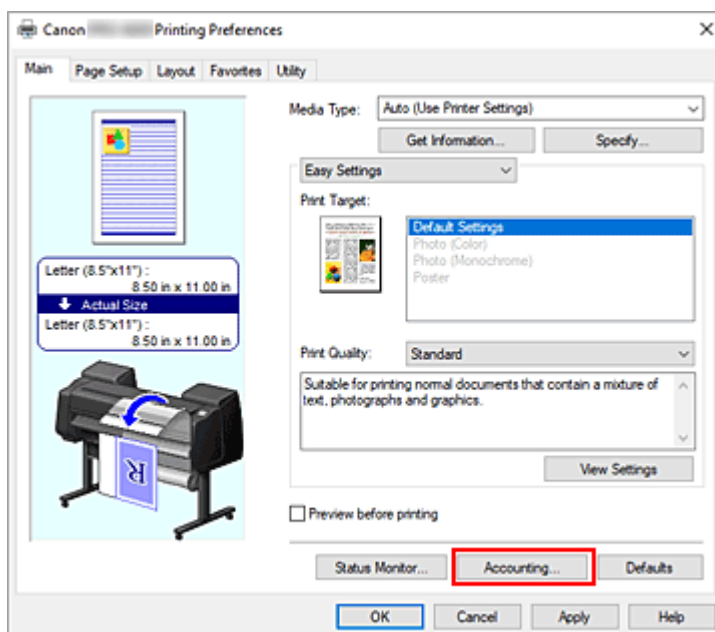 Canon Printing Preferences
Main Page Setup Layout Favorites Utility
Media Type: Auto (Use Printer Settings)
Get Information... Specify...
Easy Settings
Print Target:
Default Settings
Photo (Color)
Photo (Monochrome)
Poster
Letter (8.5"x11") :
8.50 in x 11.00 in
Actual Size
Letter (8.5"x11") :
8.50 in x 11.00 in
R
Print Quality: Standard
Suitable for printing normal documents that contain a mixture of
text, photographs and graphics.
View Settings
Preview before printing
Status Monitor... Accounting... Defaults
OK Cancel Apply Help